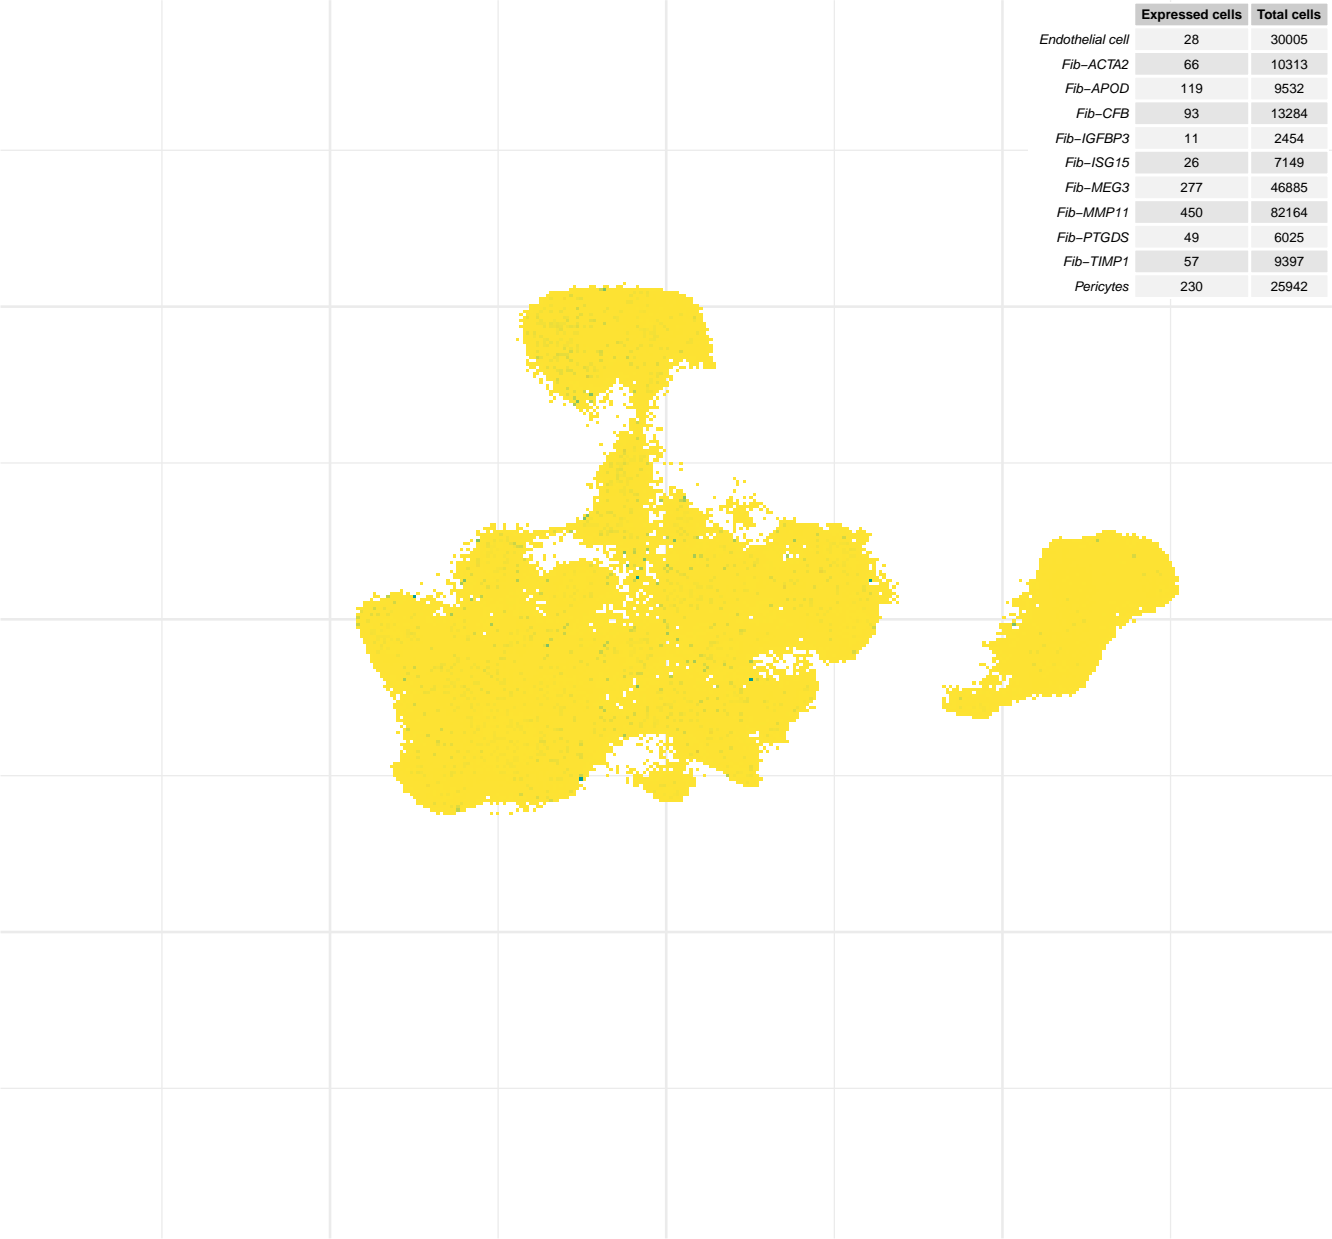 Expressed cells Total cells
Endothelial cell 28 30005
Fib−ACTA2 66 10313
Fib−APOD 119 9532
Fib−CFB 93 13284
Fib−IGFBP3 11 2454
Fib−ISG15 26 7149
Fib−MEG3 277 46885
Fib−MMP11 450 82164
Fib−PTGDS 49 6025
Fib−TIMP1 57 9397
Pericytes 230 25942